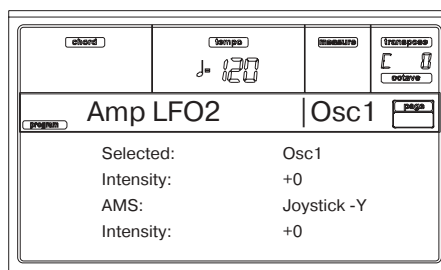 chord
tempo
measure
transpose
♩= 120
C 0
octave
program
Amp LFO2 |Osc1
page
Selected: Osc1
Intensity: +0
AMS: Joystick -Y
Intensity: +0